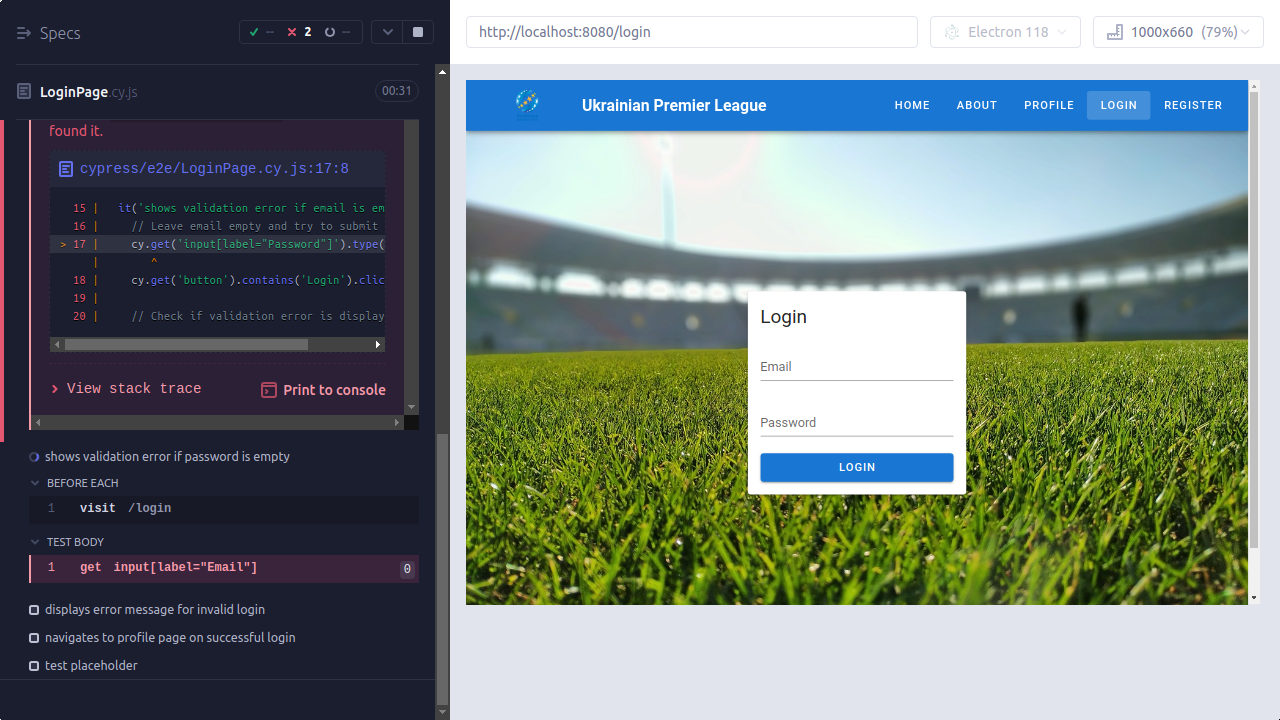 Specs
-- 2 --
LoginPage.cy.js
00:31
found it.
cypress/e2e/LoginPage.cy.js:17:8
15 | it('shows validation error if email is em
16 | // Leave email empty and try to submit
> 17 | cy.get('input[label="Password"]').type(
| ^
18 | cy.get('button').contains('Login').clic
19 |
20 | // Check if validation error is display
> View stack trace
Print to console
shows validation error if password is empty
BEFORE EACH
1 visit /login
TEST BODY
1 get input[label="Email"] 0
displays error message for invalid login
navigates to profile page on successful login
test placeholder
http://localhost:8080/login
Electron 118
1000x660 (79%)
Ukrainian Premier League
HOME
ABOUT
PROFILE
LOGIN
REGISTER
Login
Email
Password
LOGIN